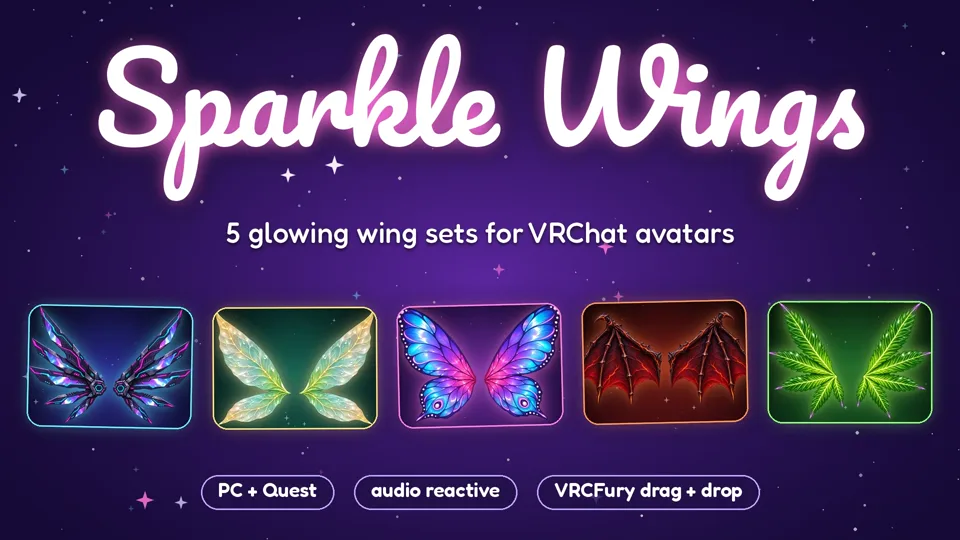 Sparkle Wings
5 glowing wing sets for VRChat avatars
PC + Quest
audio reactive
VRCFury drag + drop